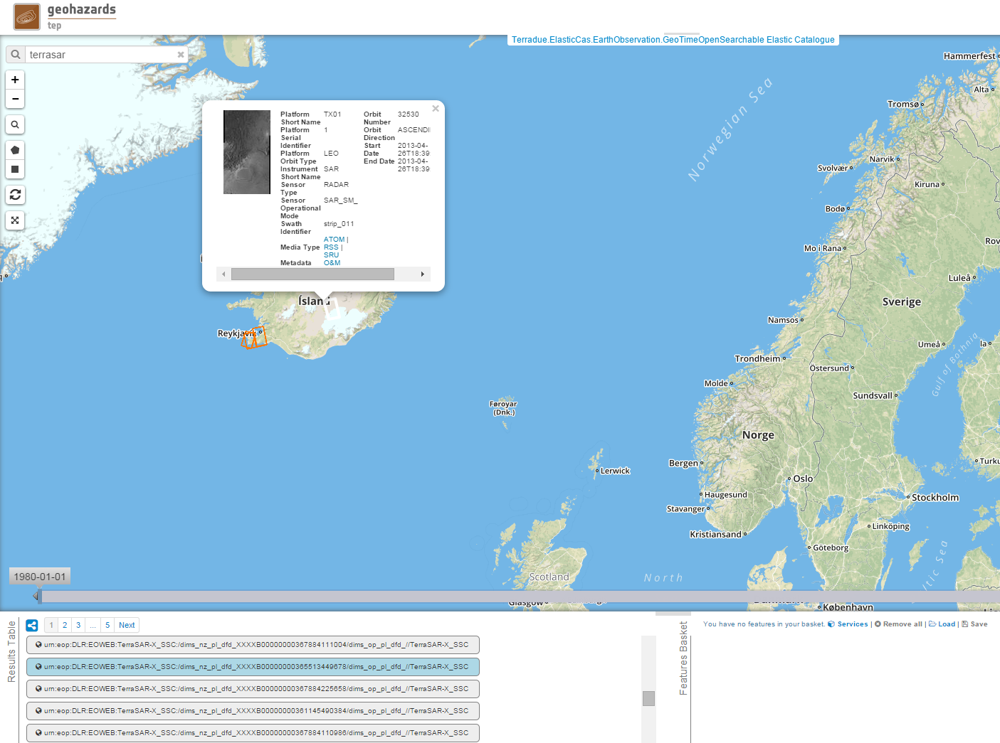 geohazards
tep
Terradue.ElasticCas.EarthObservation.GeoTimeOpenSearchable Elastic Catalogue
terrasar
+
−
Platform Short Name TX01
Platform Serial Identifier 1
Platform Orbit Type LEO
Instrument Short Name SAR
Sensor Type RADAR
Sensor Operational Mode SAR_SM_
Swath Identifier strip_011
Media Type ATOM | RSS | SRU
Metadata O&M
Orbit Number 32530
Orbit Direction ASCENDI
Start Date 2013-04-26T18:39
End Date 2013-04-26T18:39
Hammerfest
Alta
Tromsø
Norwegian Sea
Narvik
Svolvær
Kiruna
Bodø
Mo i Rana
Rov
Luleå
Ísland
Sverige
Reykjavik
Namsos
Umeå
la
Trondheim
Östersund
Gulf of Bothnia
Molde
Sundsvall
Føroyar
(Dnk.)
Norge
Bergen
Turku
Lerwick
Oslo
Haugesund
Stockholm
Stavanger
Linköping
Kristiansand
Göteborg
ltic Sea
1980-01-01
Scotland
North
Glasgow
København
Results Table
1 2 3 ... 5 Next
urn:eop:DLR:EOWEB:TerraSAR-X_SSC:/dims_nz_pl_dfd_XXXXB00000000367884111004/dims_op_pl_dfd_//TerraSAR-X_SSC
urn:eop:DLR:EOWEB:TerraSAR-X_SSC:/dims_nz_pl_dfd_XXXXB00000000365513449678/dims_op_pl_dfd_//TerraSAR-X_SSC
urn:eop:DLR:EOWEB:TerraSAR-X_SSC:/dims_nz_pl_dfd_XXXXB00000000367884225658/dims_op_pl_dfd_//TerraSAR-X_SSC
urn:eop:DLR:EOWEB:TerraSAR-X_SSC:/dims_nz_pl_dfd_XXXXB00000000361145490384/dims_op_pl_dfd_//TerraSAR-X_SSC
urn:eop:DLR:EOWEB:TerraSAR-X_SSC:/dims_nz_pl_dfd_XXXXB00000000367884110986/dims_op_pl_dfd_//TerraSAR-X_SSC
Features Basket
You have no features in your basket. Services | Remove all | Load | Save